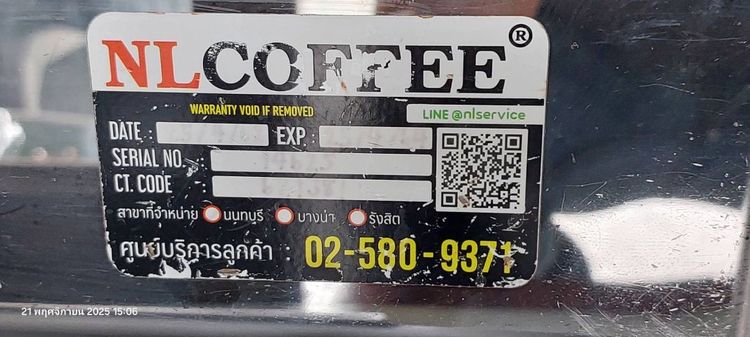 NLCOFFEE®
WARRANTY VOID IF REMOVED
LINE @nlservice
DATE : EXP :
SERIAL NO. :
CT. CODE :
สาขาที่จำหน่าย นนทบุรี บางนา รังสิต
ศูนย์บริการลูกค้า : 02-580-9371
21 พฤศจิกายน 2025 15:06